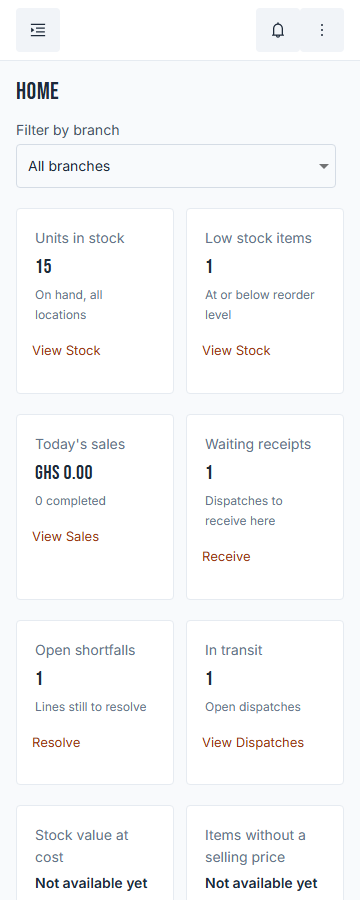 HOME
Filter by branch
All branches
Units in stock
15
On hand, all
locations
View Stock
Low stock items
1
At or below reorder
level
View Stock
Today's sales
GHS 0.00
0 completed
View Sales
Waiting receipts
1
Dispatches to
receive here
Receive
Open shortfalls
1
Lines still to resolve
Resolve
In transit
1
Open dispatches
View Dispatches
Stock value at
cost
Not available yet
Items without a
selling price
Not available yet